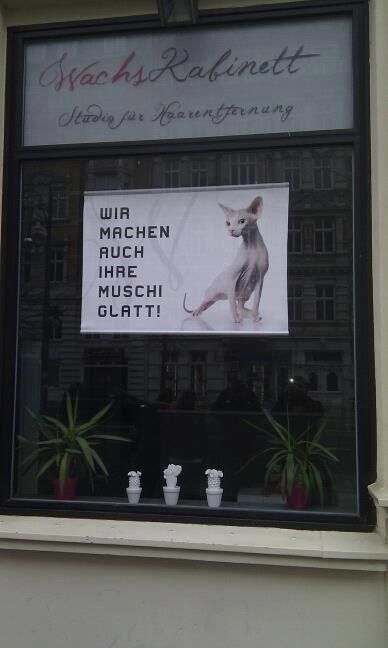 WachsKabinett
Studio für Haarentfernung
WIR
MACHEN
AUCH
IHRE
MUSCHI
GLATT!